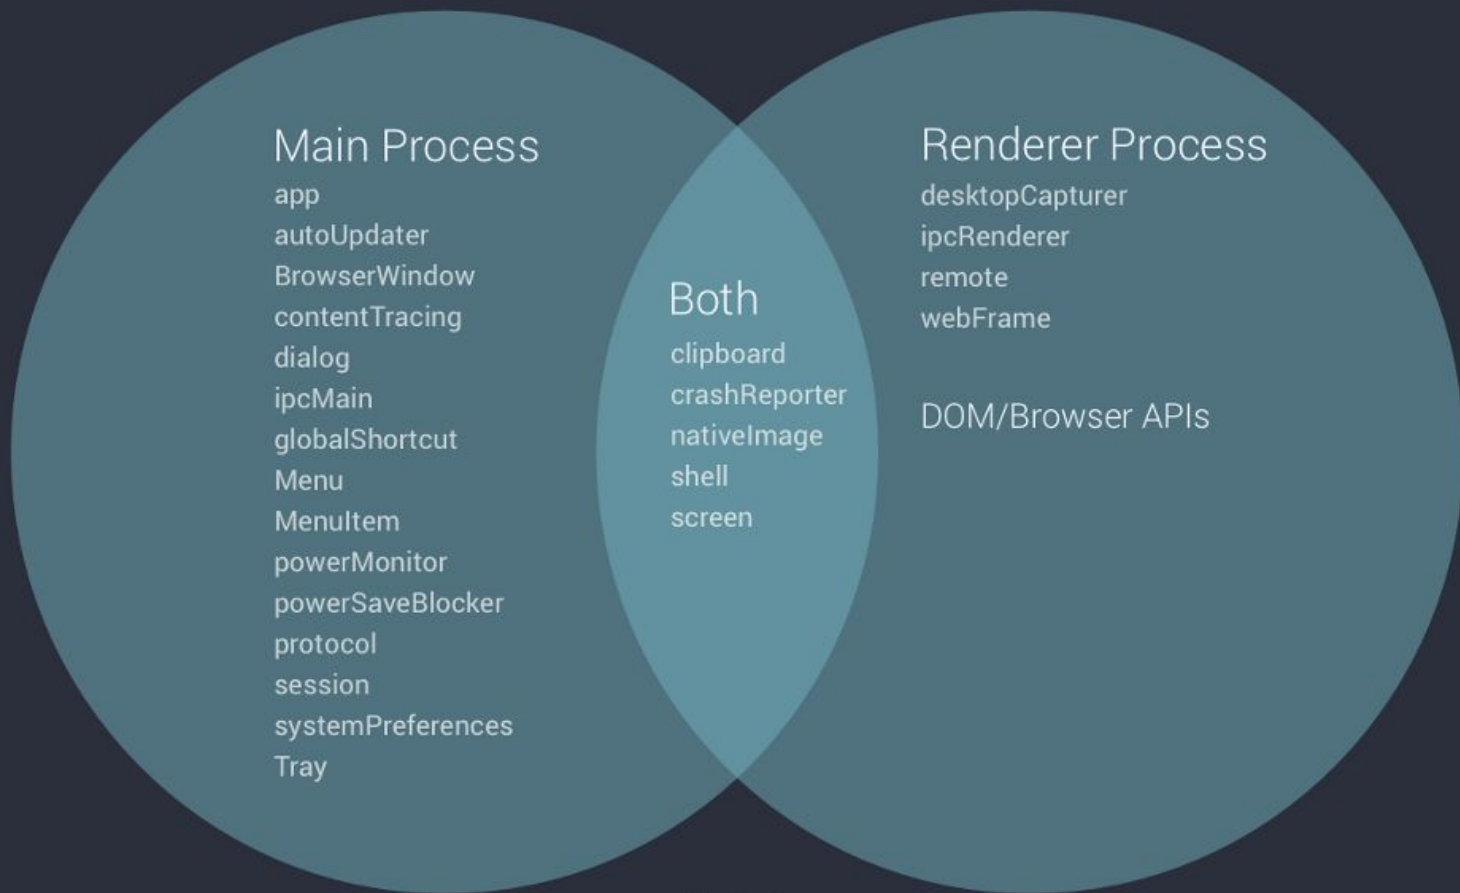 Main Process
app
autoUpdater
BrowserWindow
contentTracing
dialog
ipcMain
globalShortcut
Menu
MenuItem
powerMonitor
powerSaveBlocker
protocol
session
systemPreferences
Tray
Both
clipboard
crashReporter
nativeImage
shell
screen
Renderer Process
desktopCapturer
ipcRenderer
remote
webFrame
DOM/Browser APIs